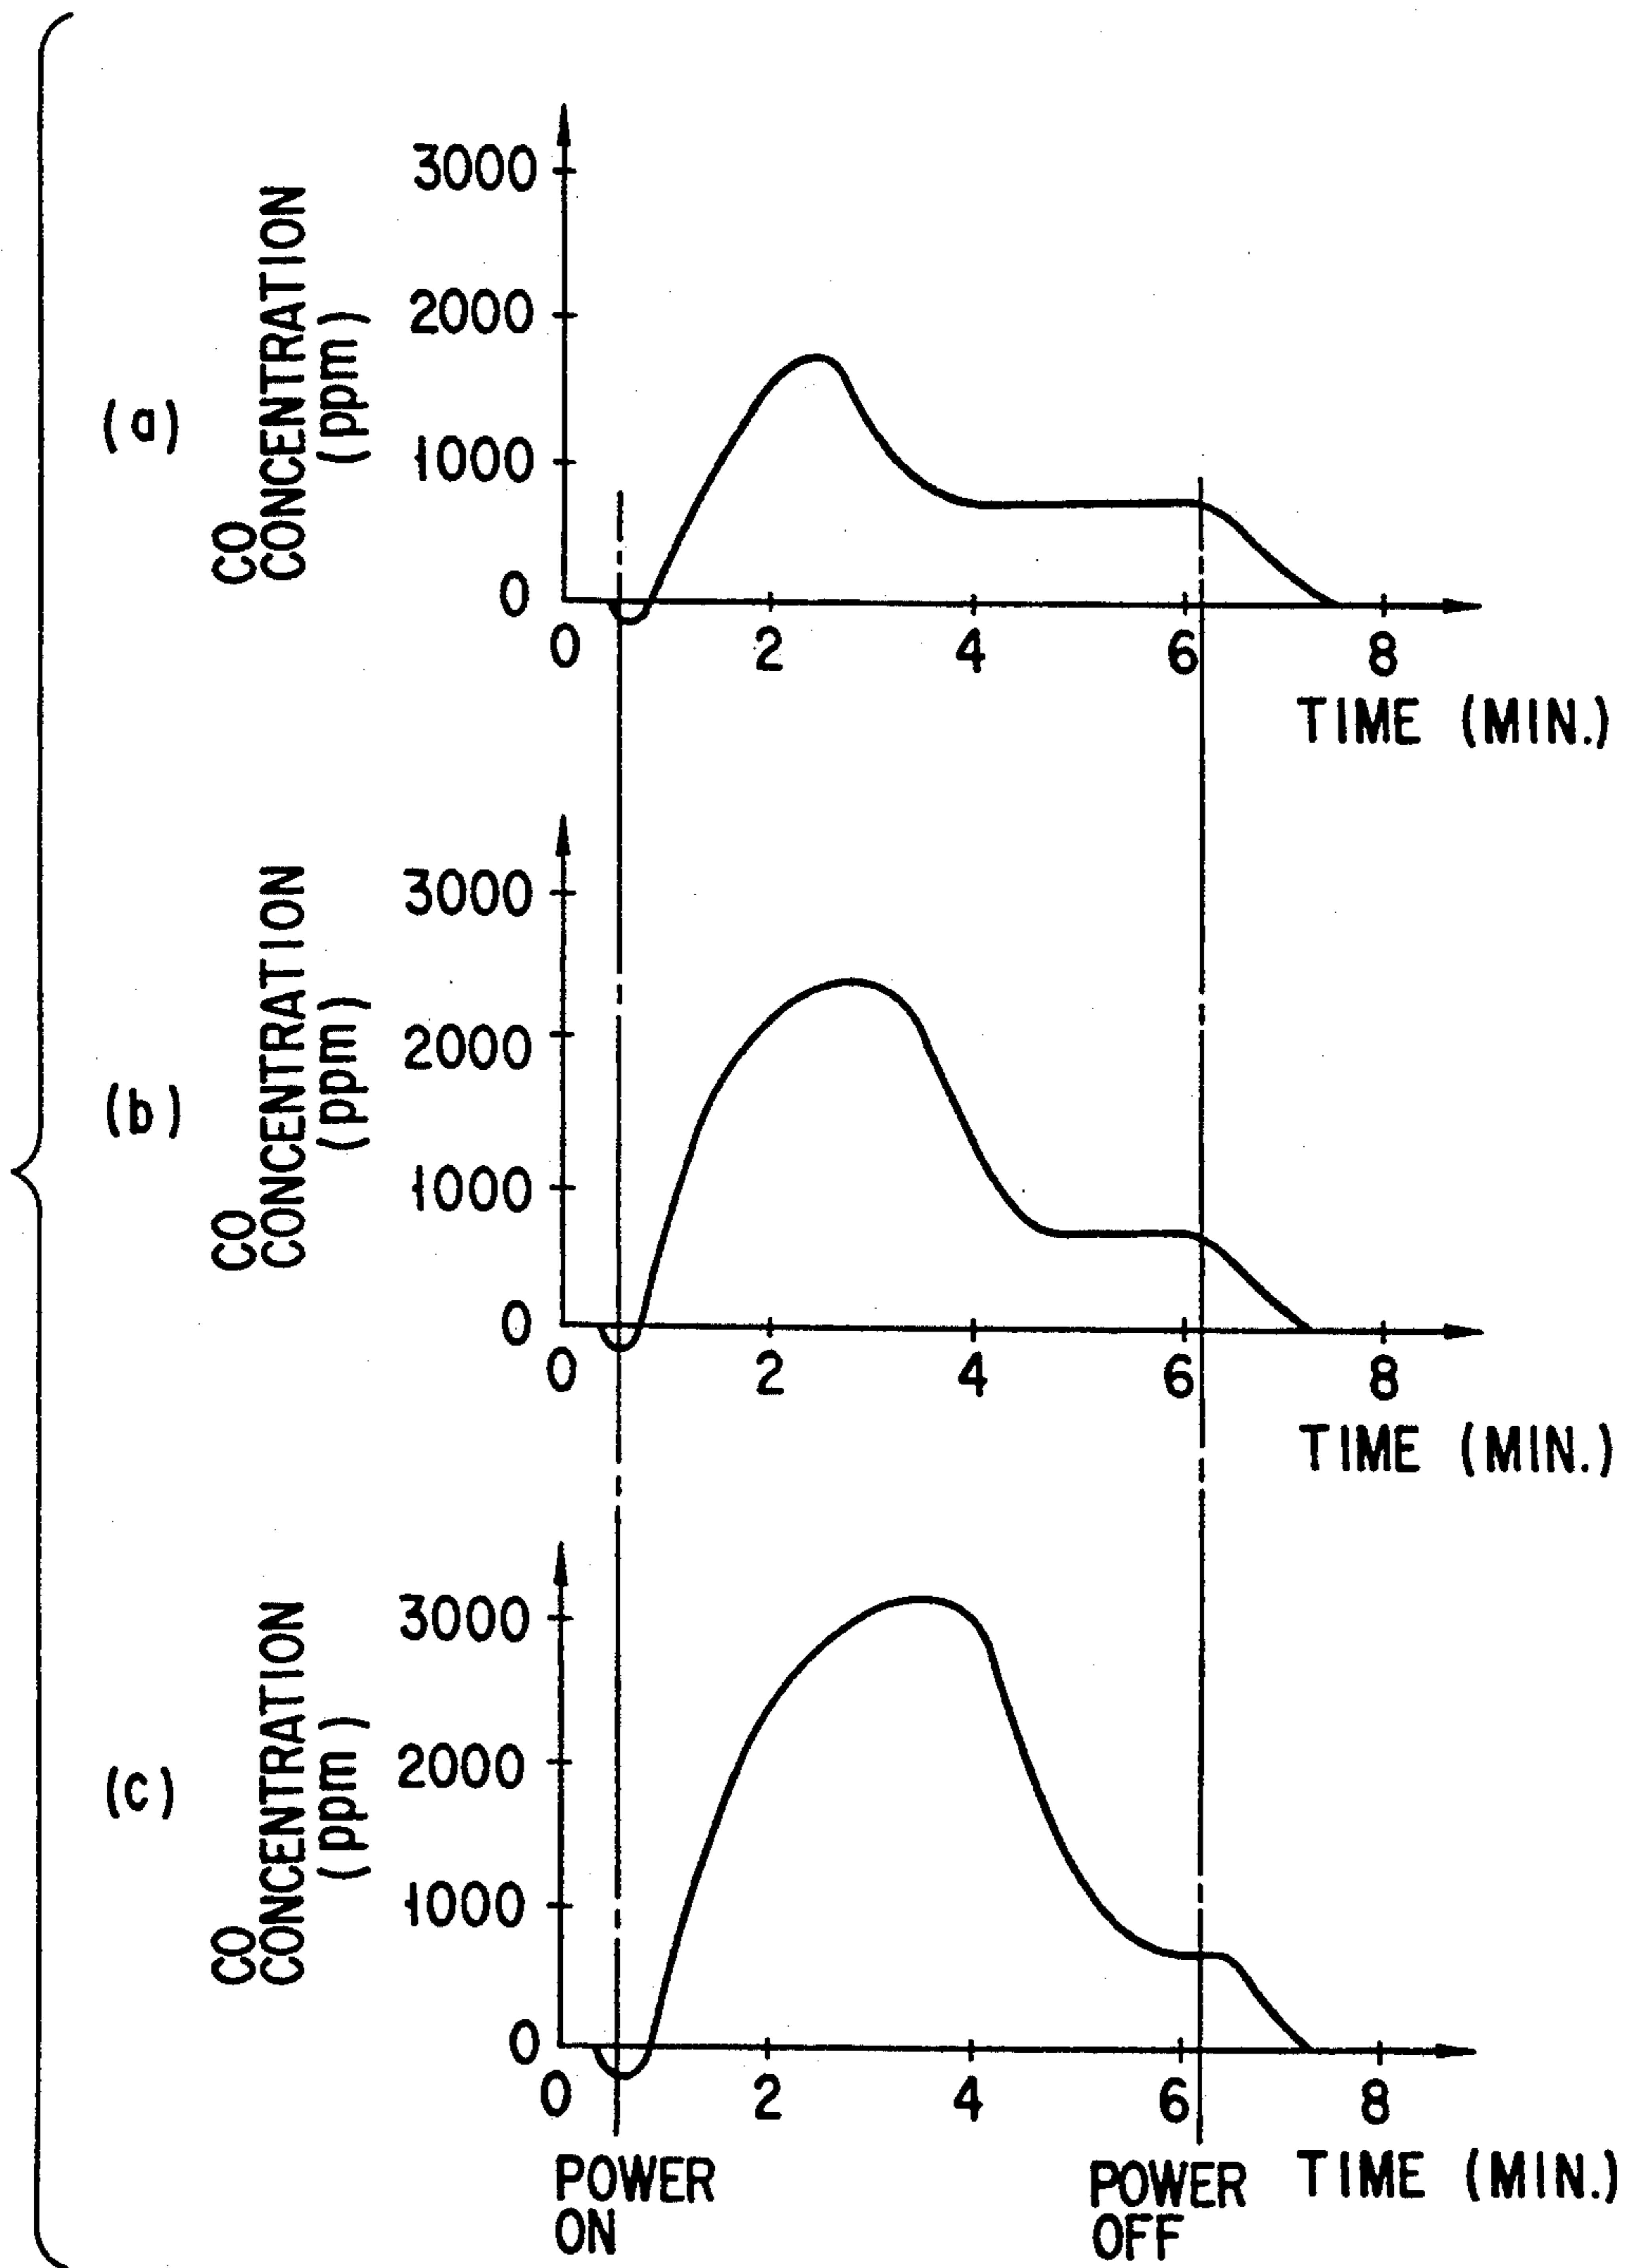 (a)
CO
CONCENTRATION
(ppm)
3000
2000
1000
0
0 2 4 6 8
TIME (MIN.)
(b)
CO
CONCENTRATION
(ppm)
3000
2000
1000
0
0 2 4 6 8
TIME (MIN.)
(c)
CO
CONCENTRATION
(ppm)
3000
2000
1000
0
0 2 4 6 8
TIME (MIN.)
POWER
ON
POWER
OFF